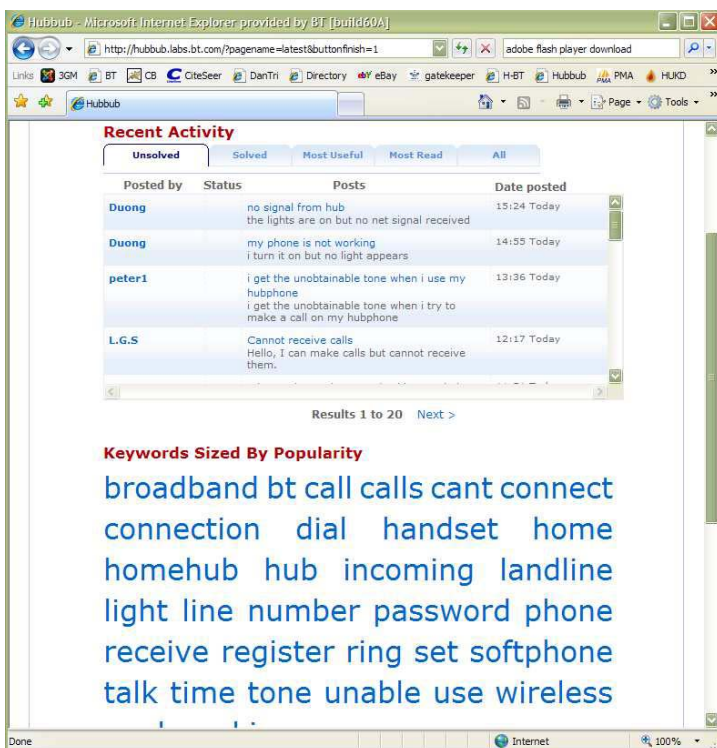 Hubbub - Microsoft Internet Explorer provided by BT [build60A]
http://hubbub.labs.bt.com/?pagename=latest&buttonfinish=1 adobe flash player download
Links 3GM BT CB CiteSeer DanTri Directory eBay gatekeeper H-BT Hubbub PMA HUKD »
Hubbub Page Tools »
Recent Activity
Unsolved Solved Most Useful Most Read All
Posted by Status Posts Date posted
Duong no signal from hub 15:24 Today
the lights are on but no net signal received
Duong my phone is not working 14:55 Today
i turn it on but no light appears
peter1 i get the unobtainable tone when i use my 13:36 Today
hubphone
i get the unobtainable tone when i try to
make a call on my hubphone
L.G.S Cannot receive calls 12:17 Today
Hello, I can make calls but cannot receive
them.
Results 1 to 20 Next >
Keywords Sized By Popularity
broadband bt call calls cant connect
connection dial handset home
homehub hub incoming landline
light line number password phone
receive register ring set softphone
talk time tone unable use wireless
Done Internet 100%